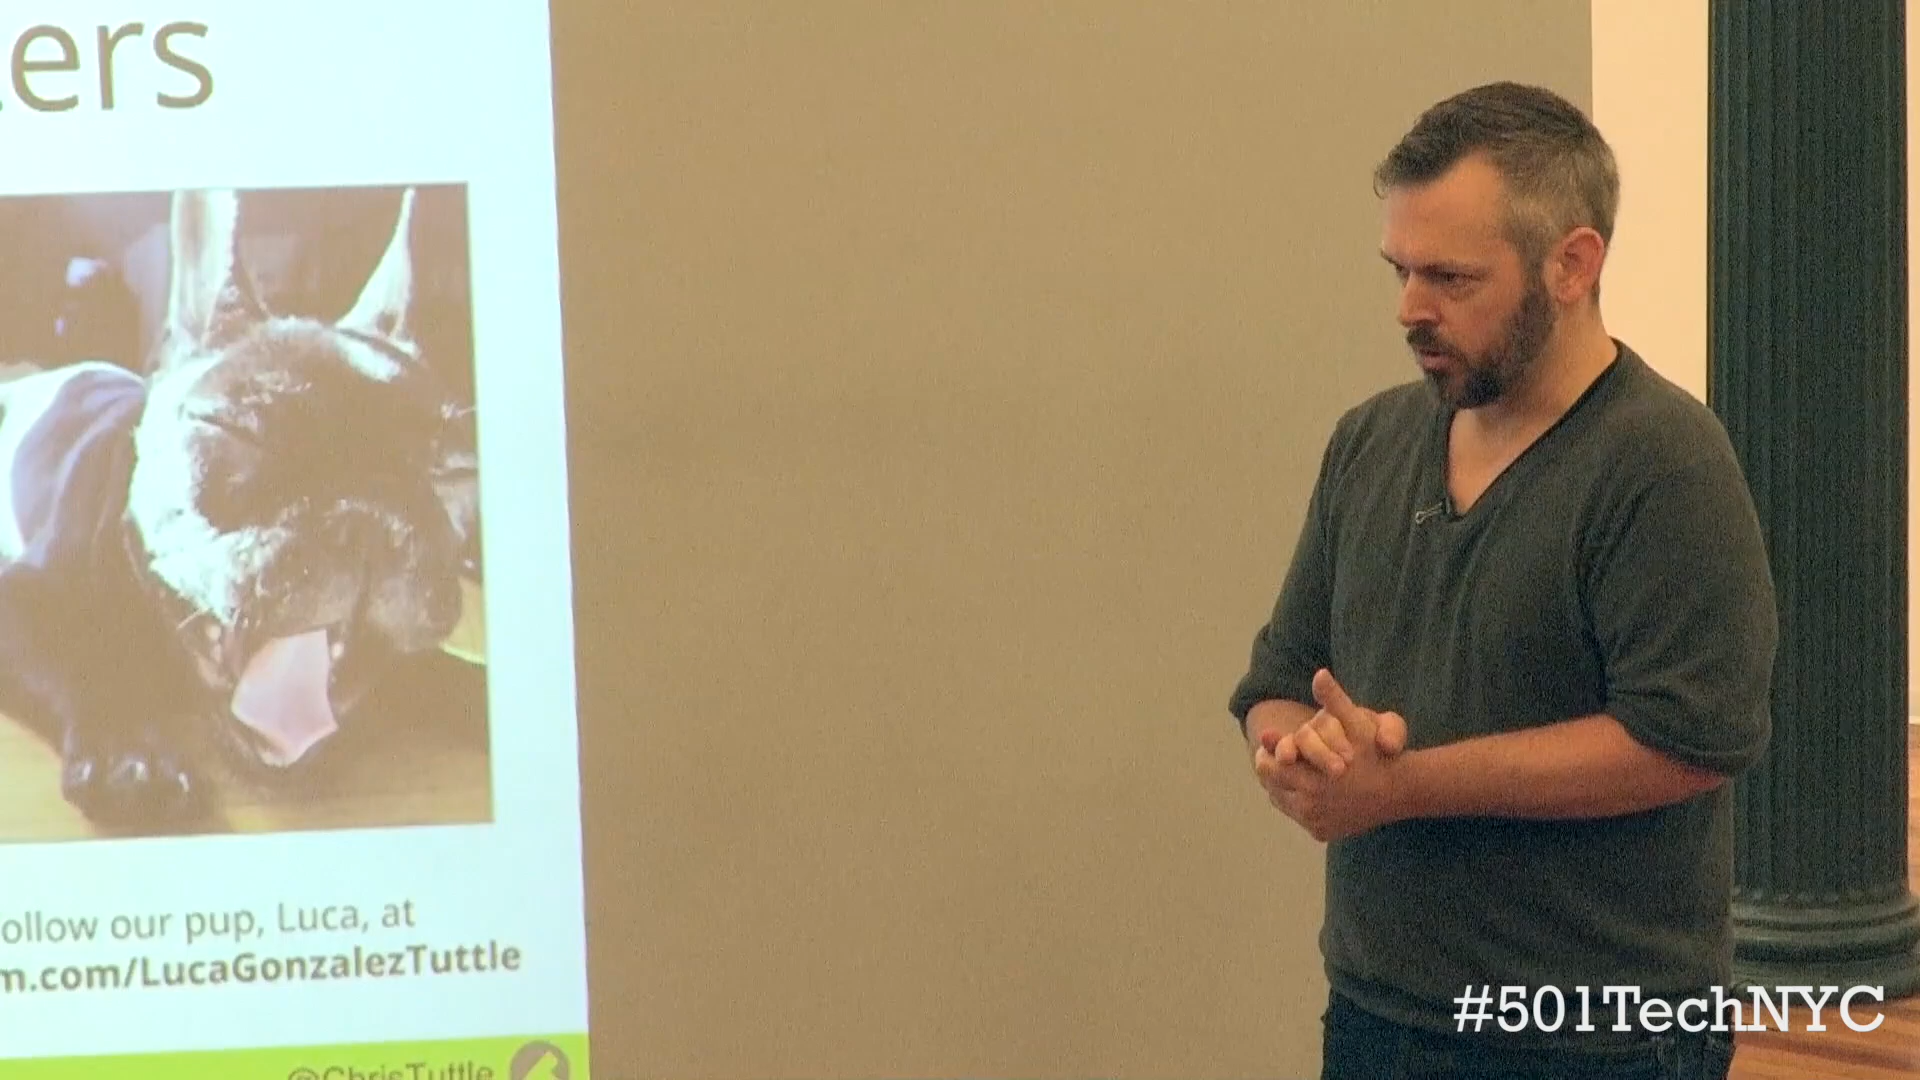 ers
ollow our pup, Luca, at
m.com/LucaGonzalezTuttle
@ChrisTuttle
#501TechNYC